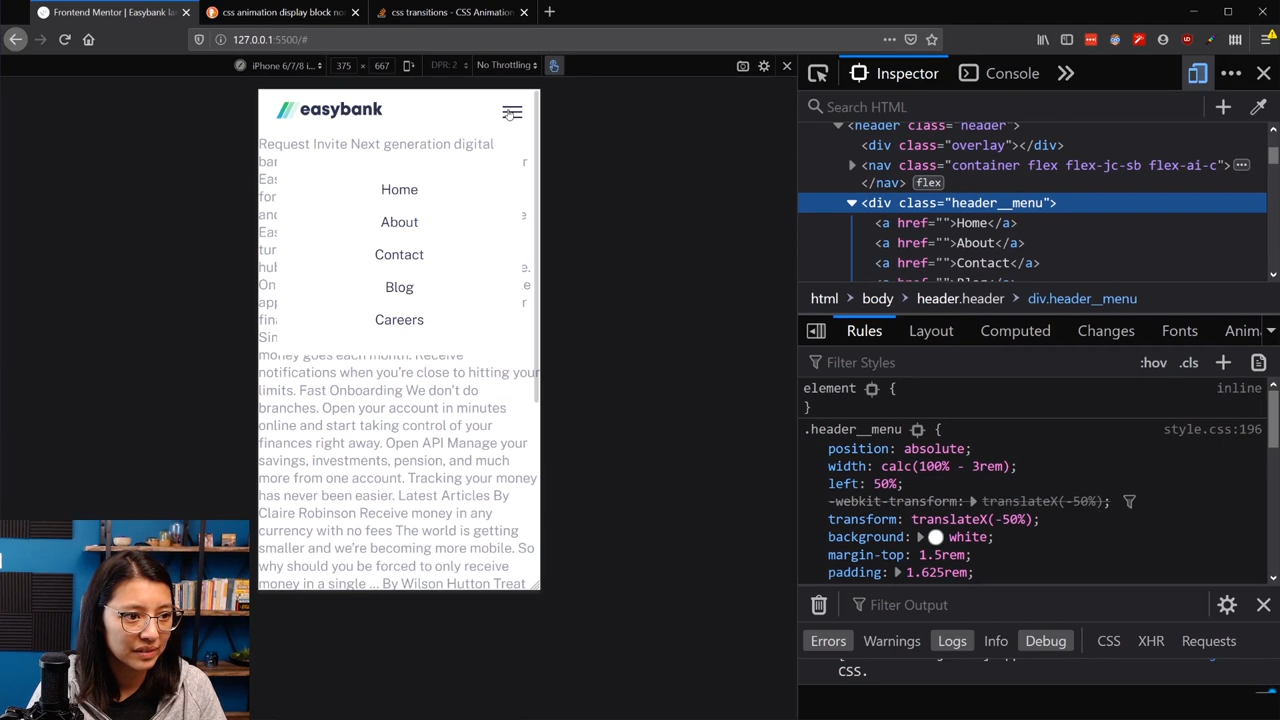 Frontend Mentor | Easybank la
css animation display block no
css transitions - CSS Animation
127.0.0.1:5500/#
iPhone 6/7/8 i...
375 × 667
DPR: 2
No Throttling
easybank
Request Invite Next generation digital
Home
About
Contact
Blog
Careers
money goes each month. Receive
notifications when you're close to hitting your
limits. Fast Onboarding We don't do
branches. Open your account in minutes
online and start taking control of your
finances right away. Open API Manage your
savings, investments, pension, and much
more from one account. Tracking your money
has never been easier. Latest Articles By
Claire Robinson Receive money in any
currency with no fees The world is getting
smaller and we're becoming more mobile. So
why should you be forced to only receive
money in a single ... By Wilson Hutton Treat
Inspector
Console
Search HTML
<header class="header">
<div class="overlay"></div>
<nav class="container flex flex-jc-sb flex-ai-c">
</nav> flex
<div class="header__menu">
<a href="">Home</a>
<a href="">About</a>
<a href="">Contact</a>
html
body
header.header
div.header__menu
Rules
Layout
Computed
Changes
Fonts
Anim
Filter Styles
:hov
.cls
element {
inline
}
.header__menu {
style.css:196
position: absolute;
width: calc(100% - 3rem);
left: 50%;
-webkit-transform: translateX(-50%);
transform: translateX(-50%);
background: white;
margin-top: 1.5rem;
padding: 1.625rem;
Filter Output
Errors
Warnings
Logs
Info
Debug
CSS
XHR
Requests
CSS.